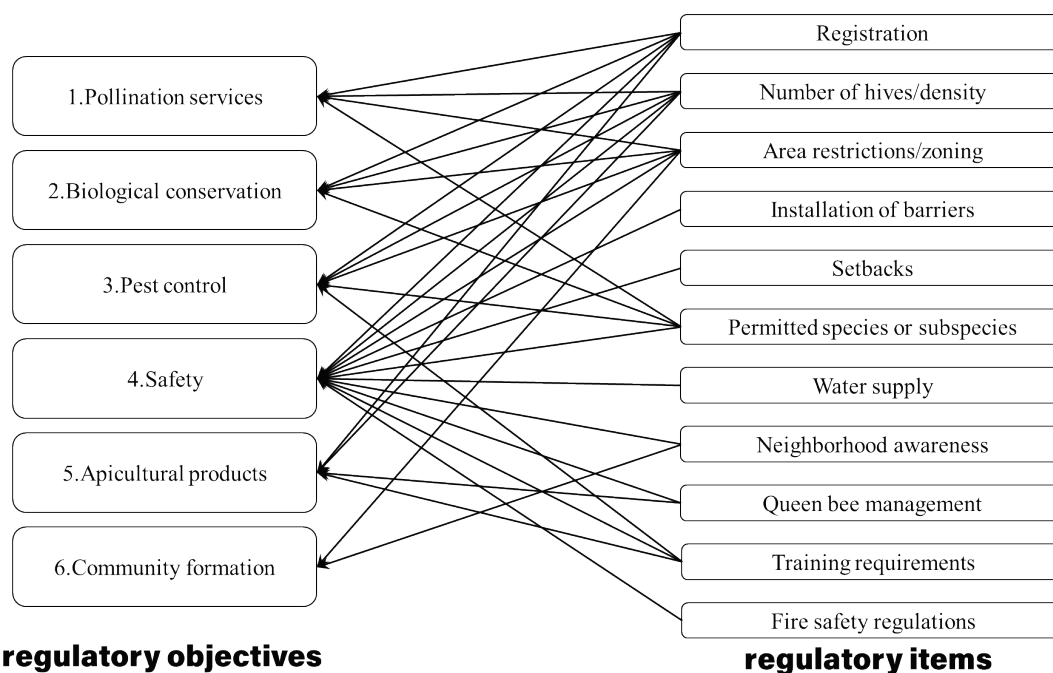 1.Pollination services
2.Biological conservation
3.Pest control
4.Safety
5.Apicultural products
6.Community formation
regulatory objectives
Registration
Number of hives/density
Area restrictions/zoning
Installation of barriers
Setbacks
Permitted species or subspecies
Water supply
Neighborhood awareness
Queen bee management
Training requirements
Fire safety regulations
regulatory items